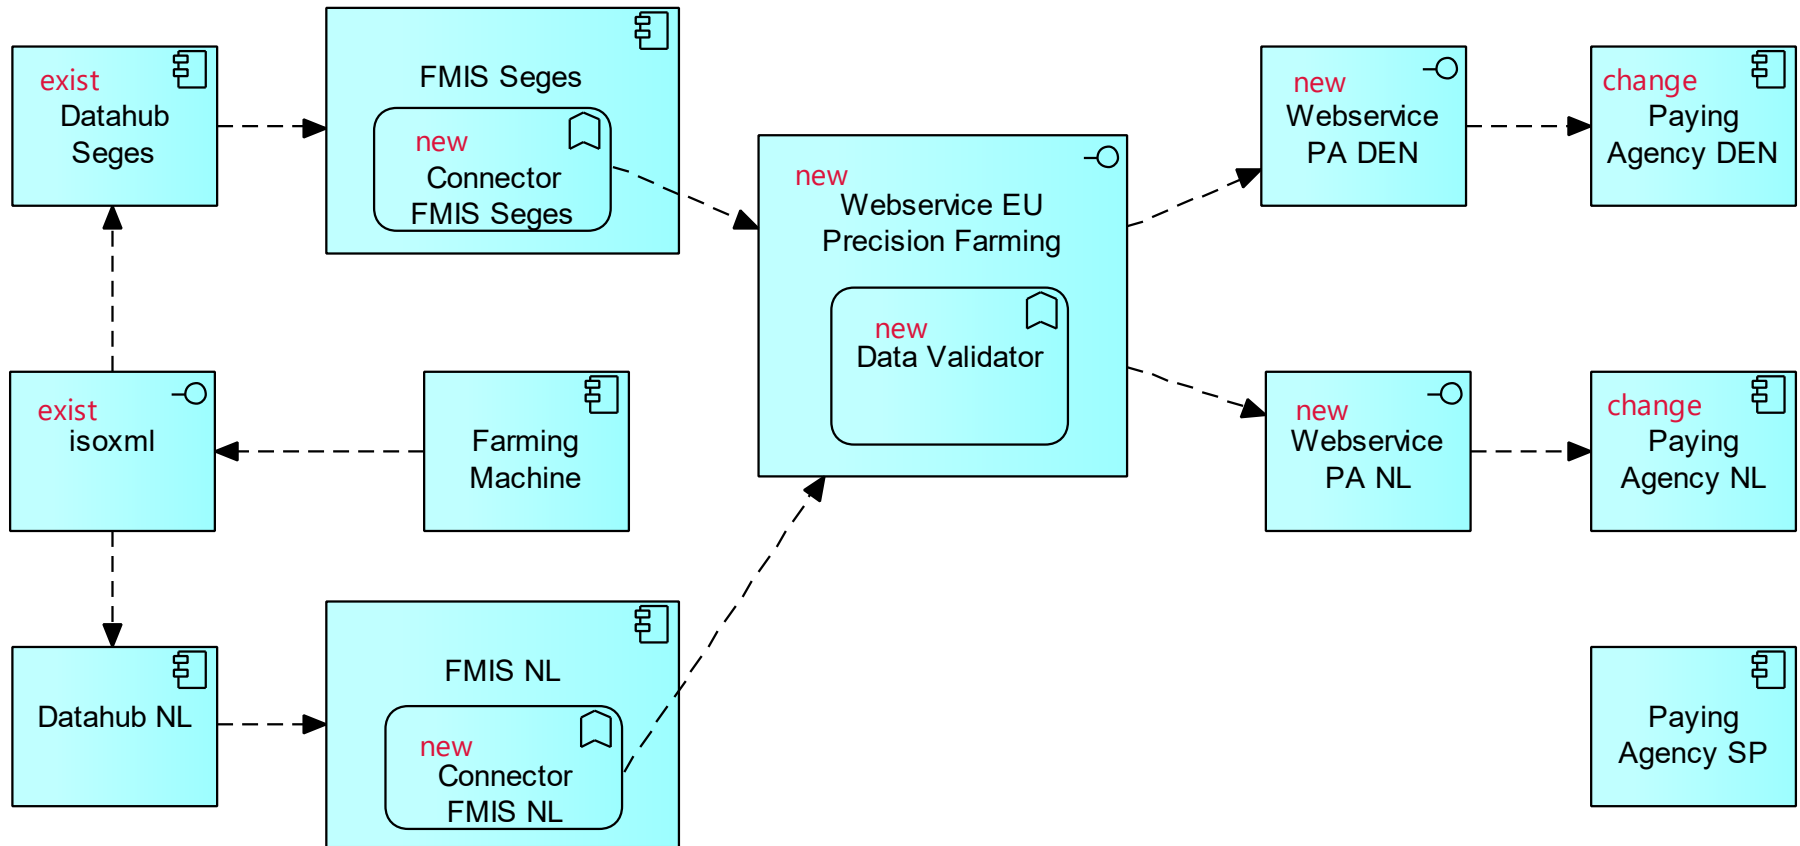 exist
Datahub
Seges
FMIS Seges
new
Connector
FMIS Seges
new
Webservice EU
Precision Farming
new
Data Validator
new
Webservice
PA DEN
change
Paying
Agency DEN
exist
isoxml
Farming
Machine
new
Webservice
PA NL
change
Paying
Agency NL
Datahub NL
FMIS NL
new
Connector
FMIS NL
Paying
Agency SP